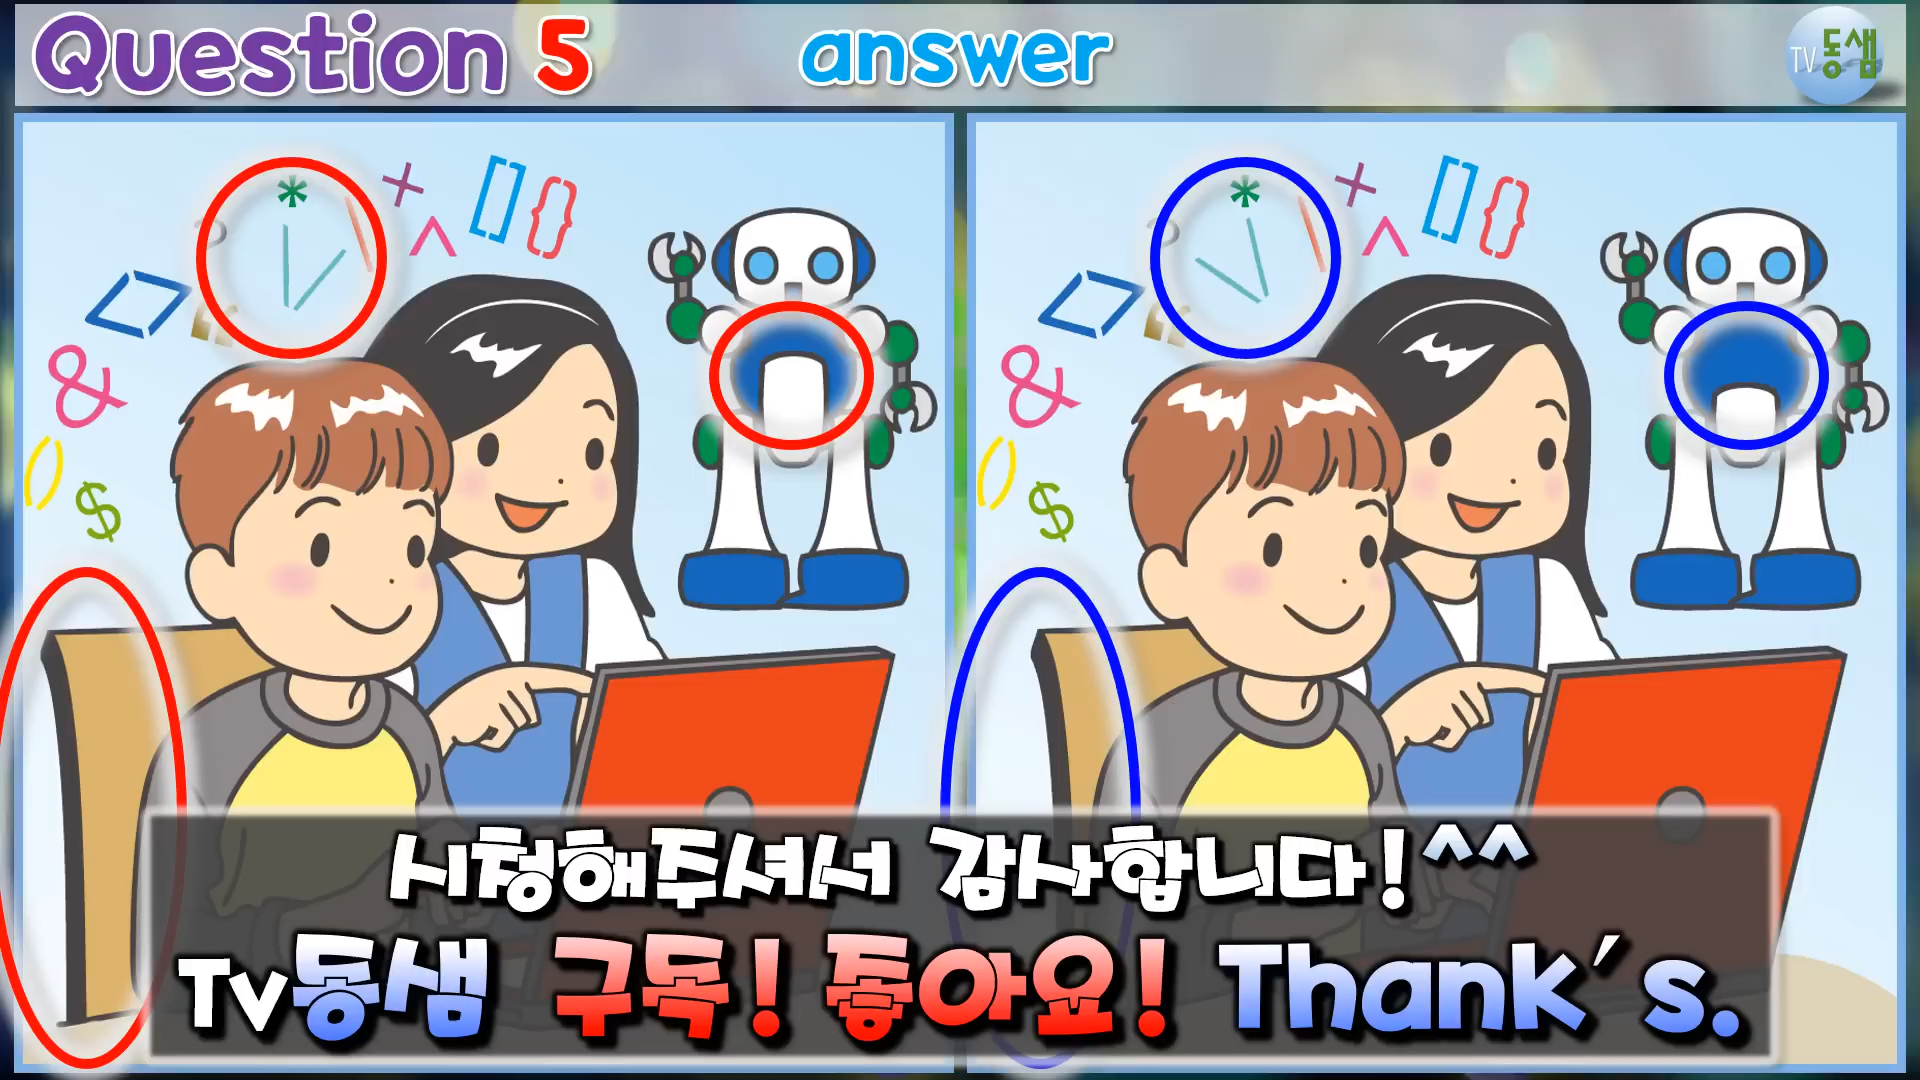 Question 5 answer TV동샘
* + [] {} ^
* + [] {} ^
?
?
"
"
&
&
()
()
$
$
시청해주셔서 감사합니다!^^
Tv동샘 구독! 좋아요! Thank's.